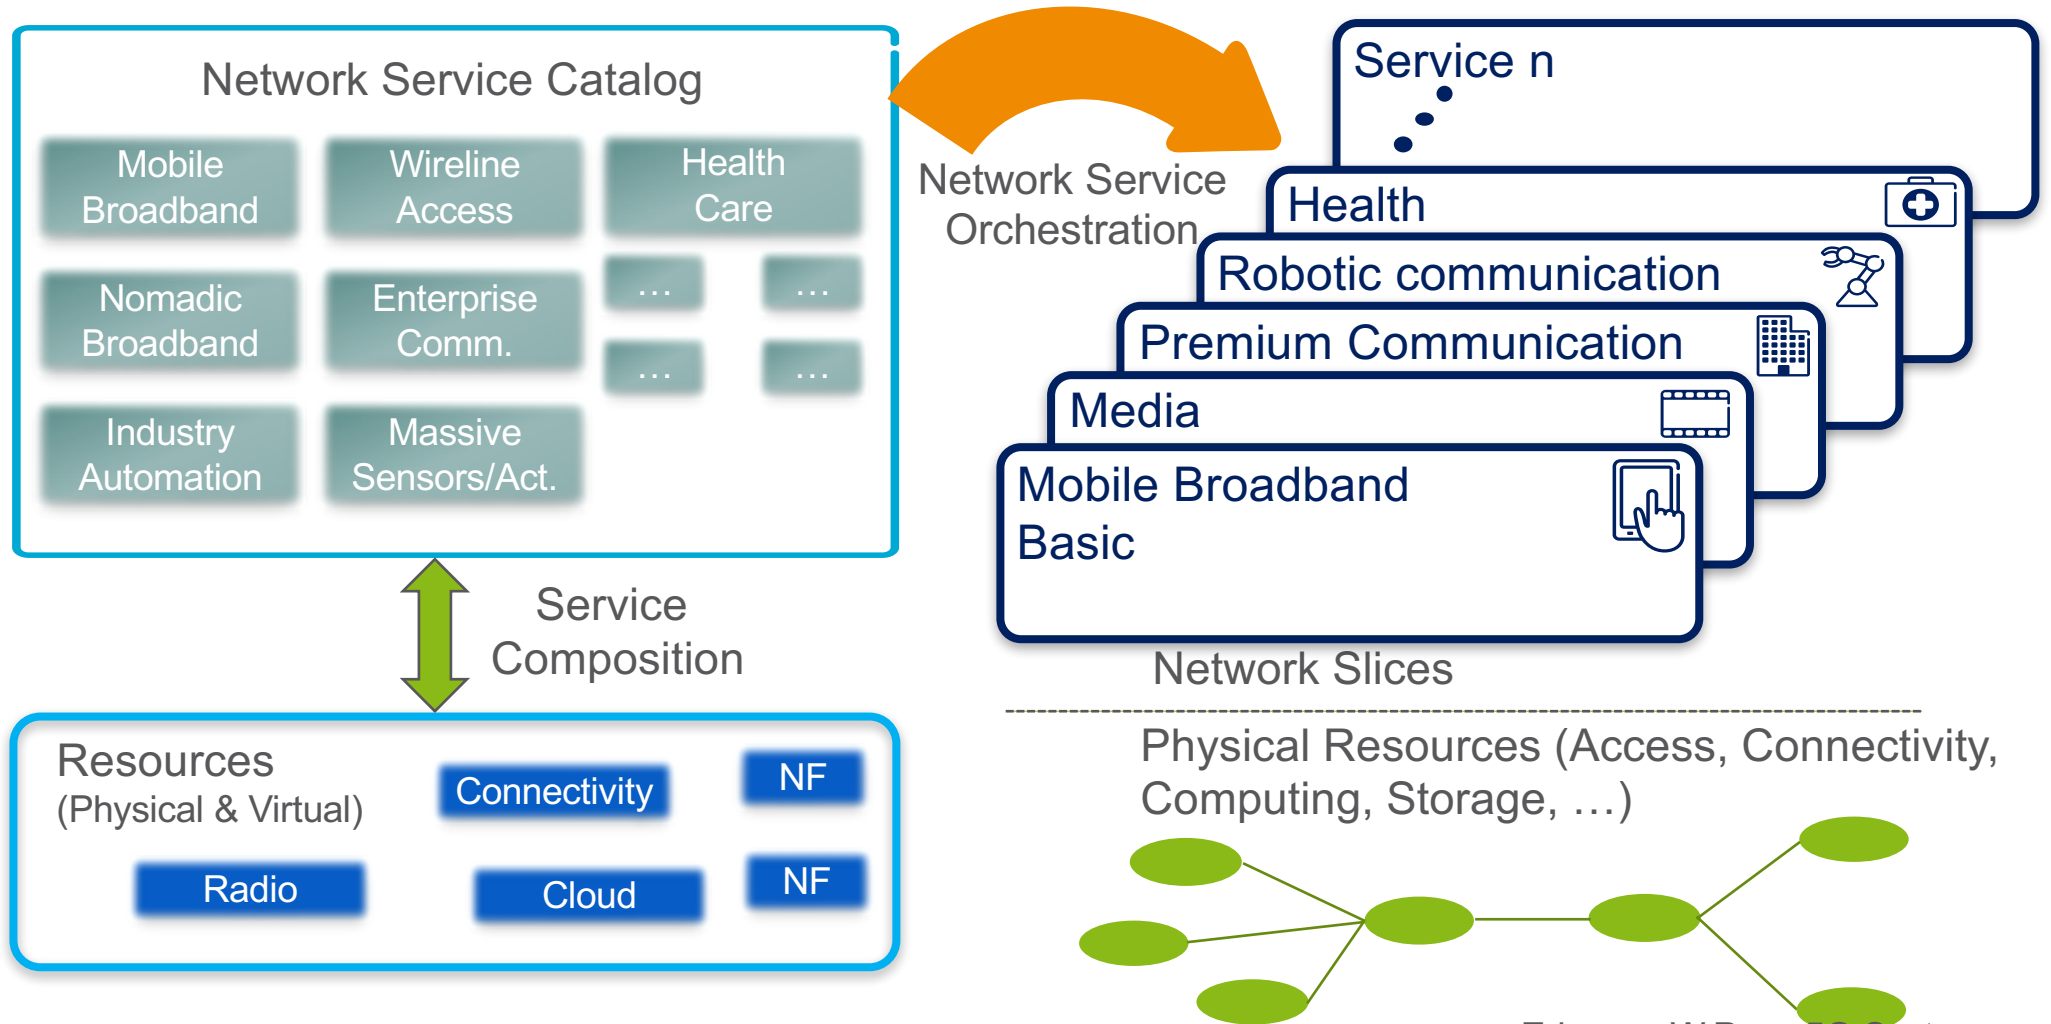 Network Service Catalog
Mobile
Broadband
Wireline
Access
Health
Care
Nomadic
Broadband
Enterprise
Comm.
...
...
...
...
Industry
Automation
Massive
Sensors/Act.
Service
Composition
Resources
(Physical & Virtual)
Connectivity
NF
Radio
Cloud
NF
Network Service
Orchestration
Service n
Health
Robotic communication
Premium Communication
Media
Mobile Broadband
Basic
Network Slices
Physical Resources (Access, Connectivity,
Computing, Storage, ...)